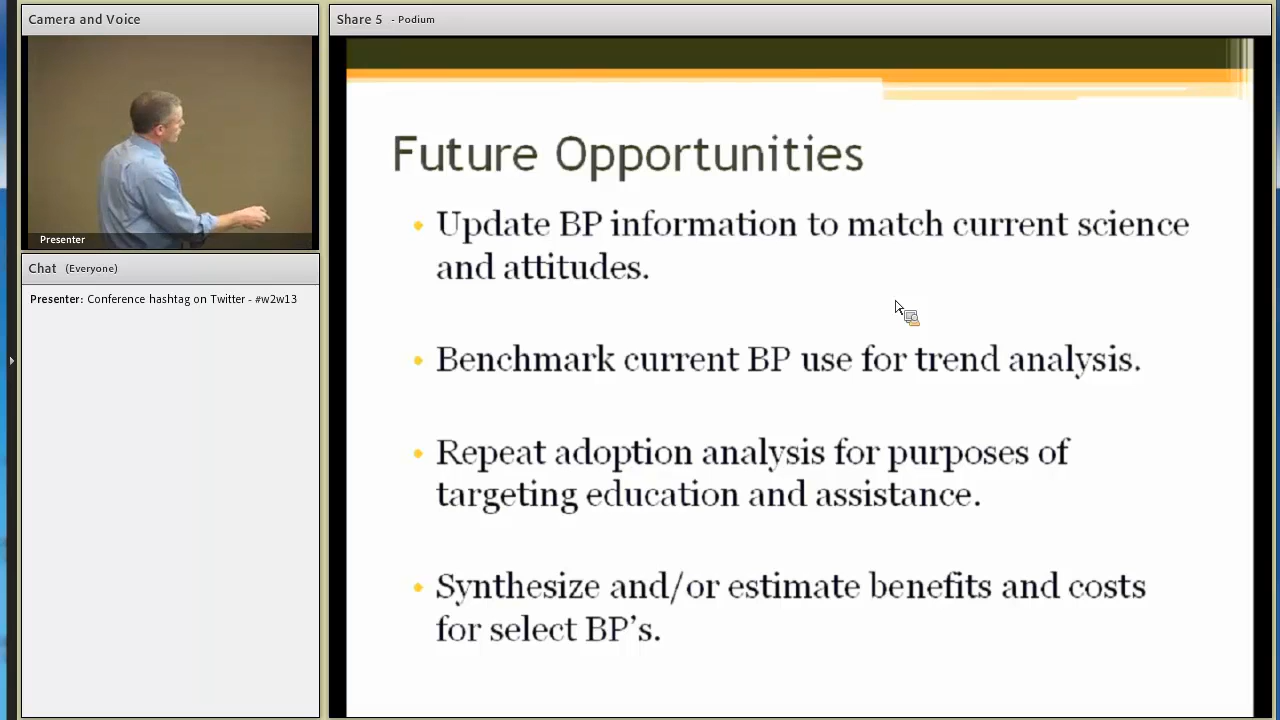 Camera and Voice
Presenter
Chat (Everyone)
Presenter: Conference hashtag on Twitter - #w2w13
Share 5 - Podium
Future Opportunities
• Update BP information to match current science
and attitudes.
• Benchmark current BP use for trend analysis.
• Repeat adoption analysis for purposes of
targeting education and assistance.
• Synthesize and/or estimate benefits and costs
for select BP's.